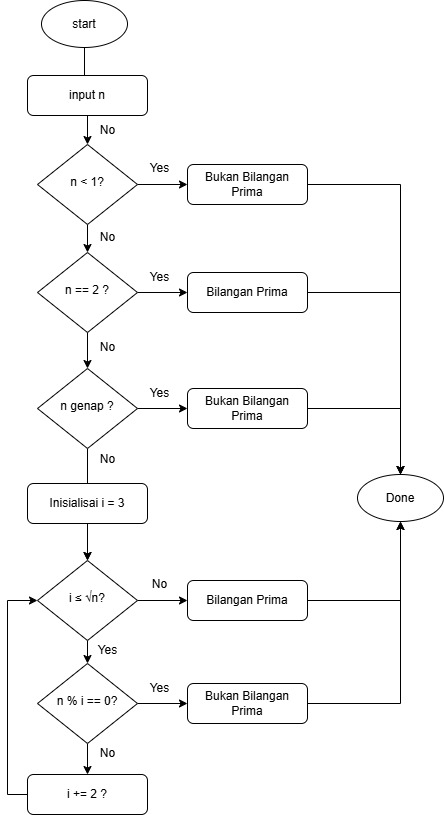 start
input n
No
n < 1?
Yes
Bukan Bilangan
Prima
No
n == 2 ?
Yes
Bilangan Prima
No
n genap ?
Yes
Bukan Bilangan
Prima
No
Inisialisai i = 3
Done
i ≤ √n?
No
Bilangan Prima
Yes
n % i == 0?
Yes
Bukan Bilangan
Prima
No
i += 2 ?